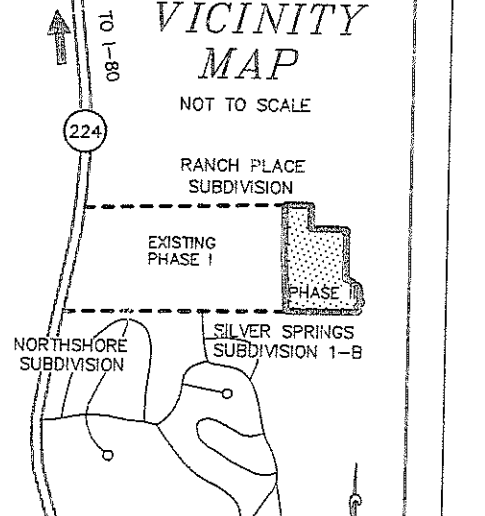 VICINITY
MAP
NOT TO SCALE
TO I-80
224
RANCH PLACE
SUBDIVISION
EXISTING
PHASE I
PHASE
NORTHSHORE
SUBDIVISION
SILVER SPRINGS
SUBDIVISION 1-B